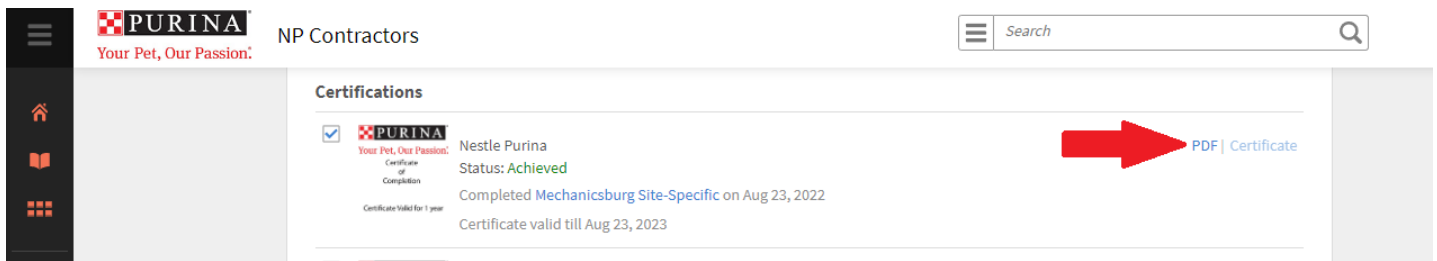 PURINA
Your Pet, Our Passion.
NP Contractors
Search
Certifications
PURINA
Your Pet, Our Passion.
Certificate
of
Completion
Certificate Valid for 1 year
Nestle Purina
Status: Achieved
Completed Mechanicsburg Site-Specific on Aug 23, 2022
Certificate valid till Aug 23, 2023
PDF | Certificate